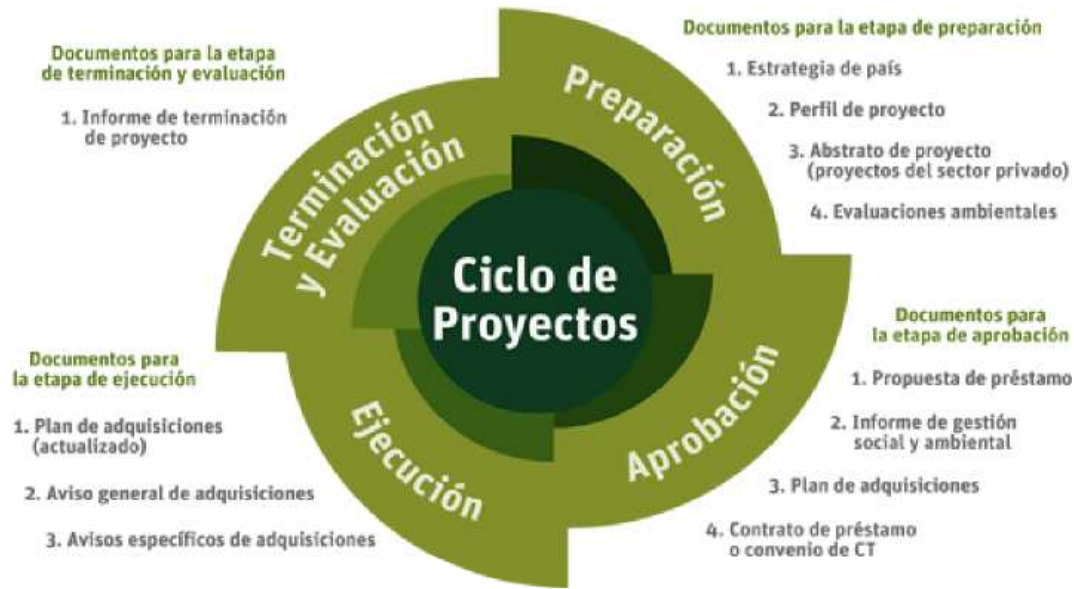 Documentos para la etapa de preparación
1. Estrategia de país
2. Perfil de proyecto
3. Abstrato de proyecto
(proyectos del sector privado)
4. Evaluaciones ambientales
Preparación
Documentos para
la etapa de aprobación
1. Propuesta de préstamo
2. Informe de gestión
social y ambiental
3. Plan de adquisiciones
4. Contrato de préstamo
o convenio de CT
Aprobación
Documentos para
la etapa de ejecución
1. Plan de adquisiciones
(actualizado)
2. Aviso general de adquisiciones
3. Avisos específicos de adquisiciones
Ejecución
Documentos para la etapa
de terminación y evaluación
1. Informe de terminación
de proyecto
Terminación
y Evaluación
Ciclo de
Proyectos